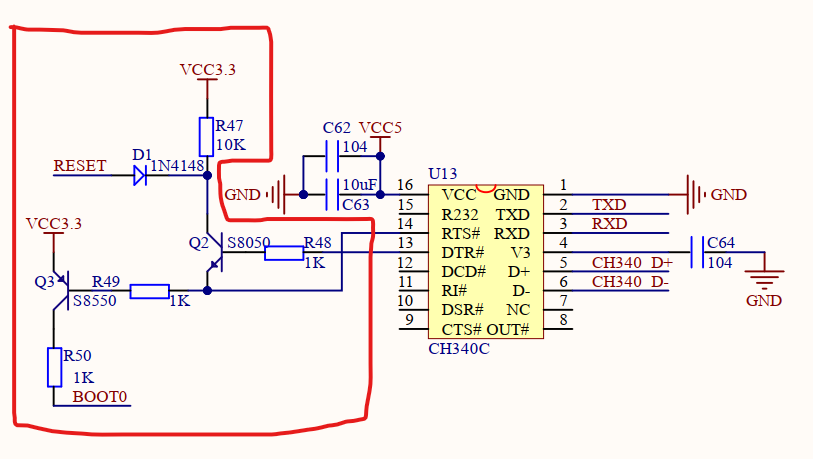 VCC3.3
R47
10K
C62 VCC5
104
D1
RESET
1N4148
U13
GND
10uF
C63
16 VCC GND 1
GND
15 R232 TXD 2 TXD
14 RTS# RXD 3 RXD
VCC3.3
Q2 S8050 R48
1K
13 DTR# V3 4
C64
104
12 DCD# D+ 5 CH340 D+
11 RI# D- 6 CH340 D-
Q3
R49
S8550
1K
GND
10 DSR# NC 7
9 CTS# OUT# 8
CH340C
R50
1K
BOOT0